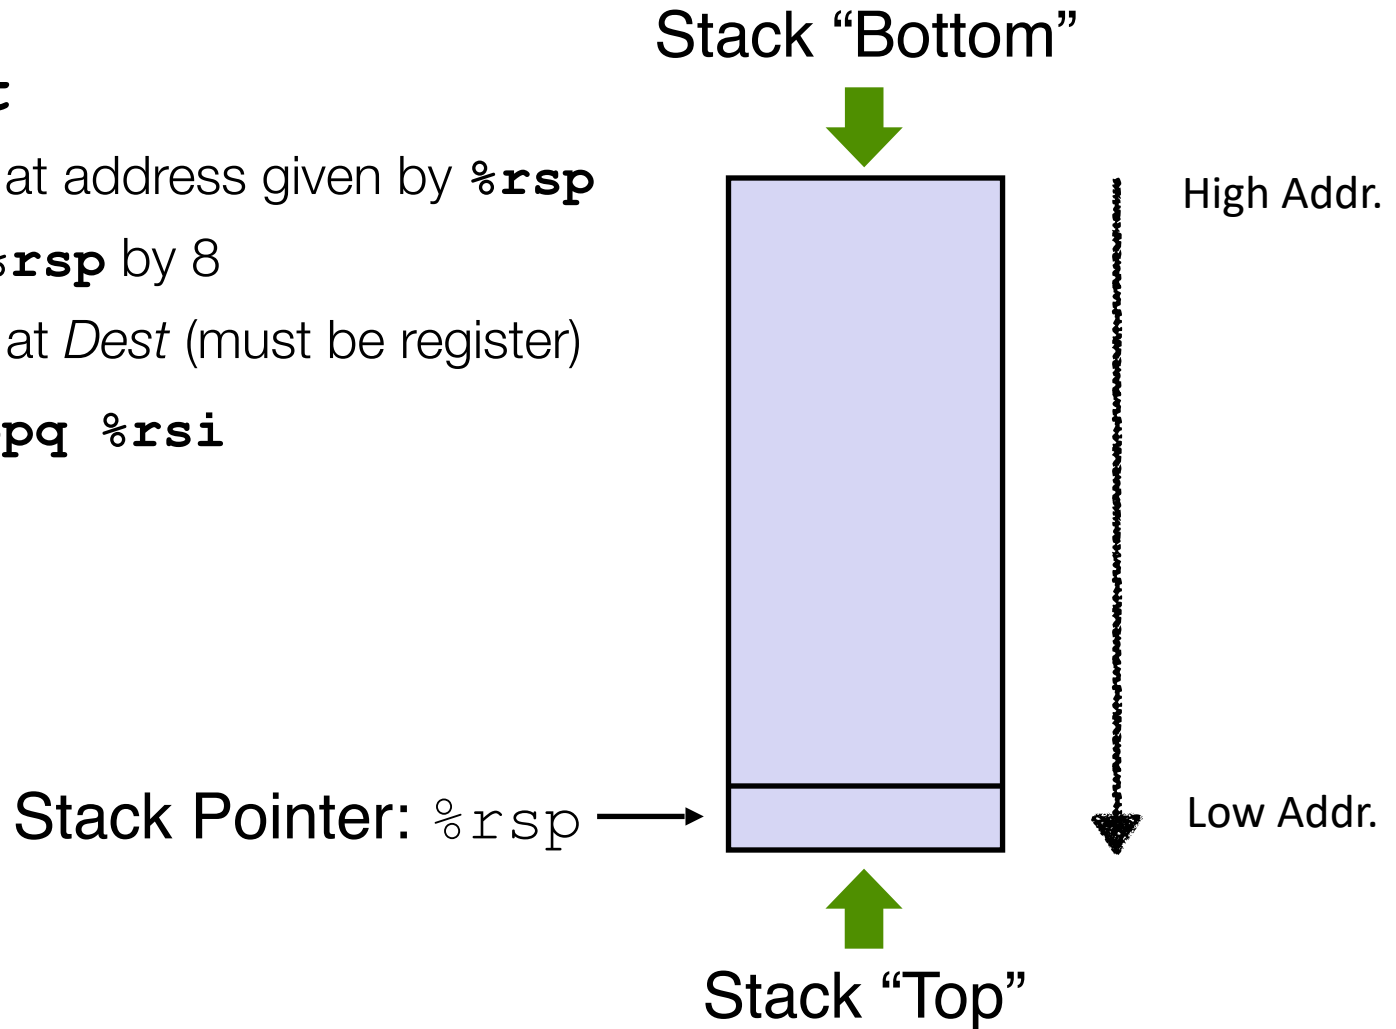 Stack “Bottom”
t
at address given by %rsp
%rsp by 8
at Dest (must be register)
pq %rsi
High Addr.
Stack Pointer: %rsp
Low Addr.
Stack “Top”